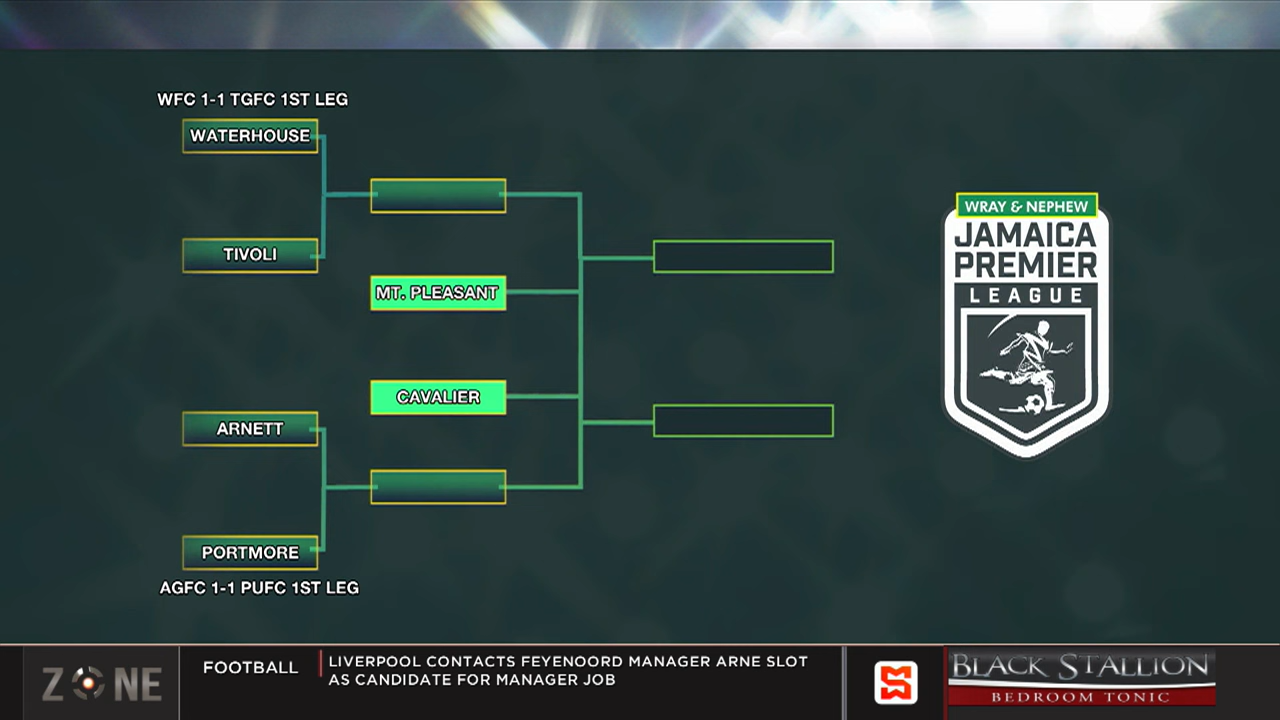 WFC 1-1 TGFC 1ST LEG
WATERHOUSE
TIVOLI
MT. PLEASANT
CAVALIER
ARNETT
PORTMORE
AGFC 1-1 PUFC 1ST LEG
WRAY & NEPHEW
JAMAICA
PREMIER
LEAGUE
ZONE
FOOTBALL
LIVERPOOL CONTACTS FEYENOORD MANAGER ARNE SLOT
AS CANDIDATE FOR MANAGER JOB
BLACK STALLION
BEDROOM TONIC